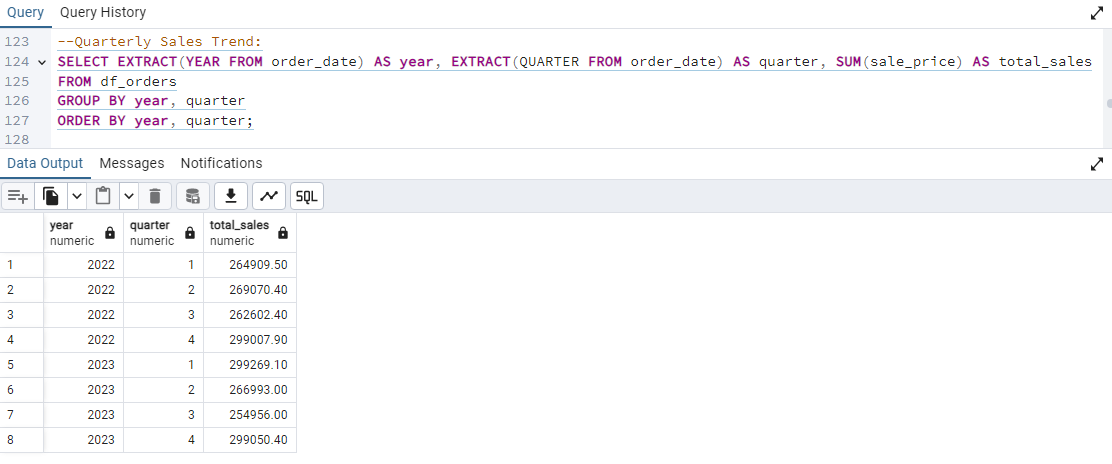 Query Query History
123 --Quarterly Sales Trend:
124 SELECT EXTRACT(YEAR FROM order_date) AS year, EXTRACT(QUARTER FROM order_date) AS quarter, SUM(sale_price) AS total_sales
125 FROM df_orders
126 GROUP BY year, quarter
127 ORDER BY year, quarter;
128
Data Output Messages Notifications
SQL
year quarter total_sales
numeric numeric numeric
1 2022 1 264909.50
2 2022 2 269070.40
3 2022 3 262602.40
4 2022 4 299007.90
5 2023 1 299269.10
6 2023 2 266993.00
7 2023 3 254956.00
8 2023 4 299050.40